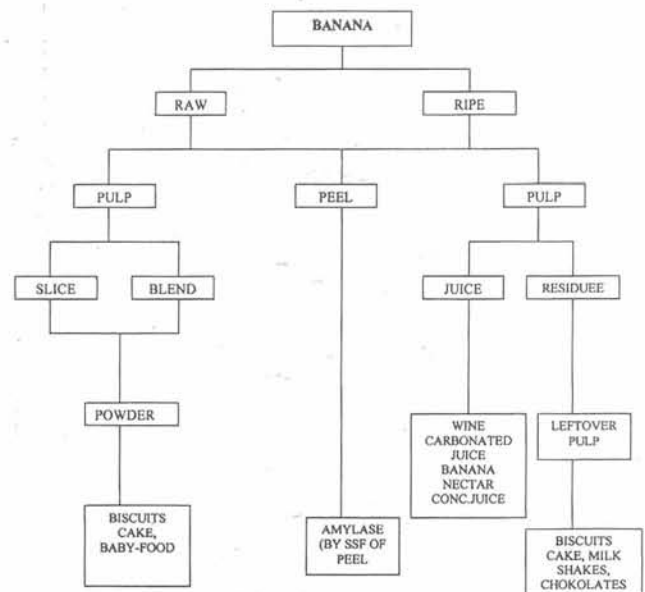 BANANA
RAW
RIPE
PULP
PEEL
PULP
SLICE
BLEND
JUICE
RESIDUEE
POWDER
WINE
CARBONATED
JUICE
BANANA
NECTAR
CONC.JUICE
LEFTOVER
PULP
BISCUITS
CAKE,
BABY-FOOD
AMYLASE
(BY SSF OF
PEEL
BISCUITS
CAKE, MILK
SHAKES,
CHOKOLATES